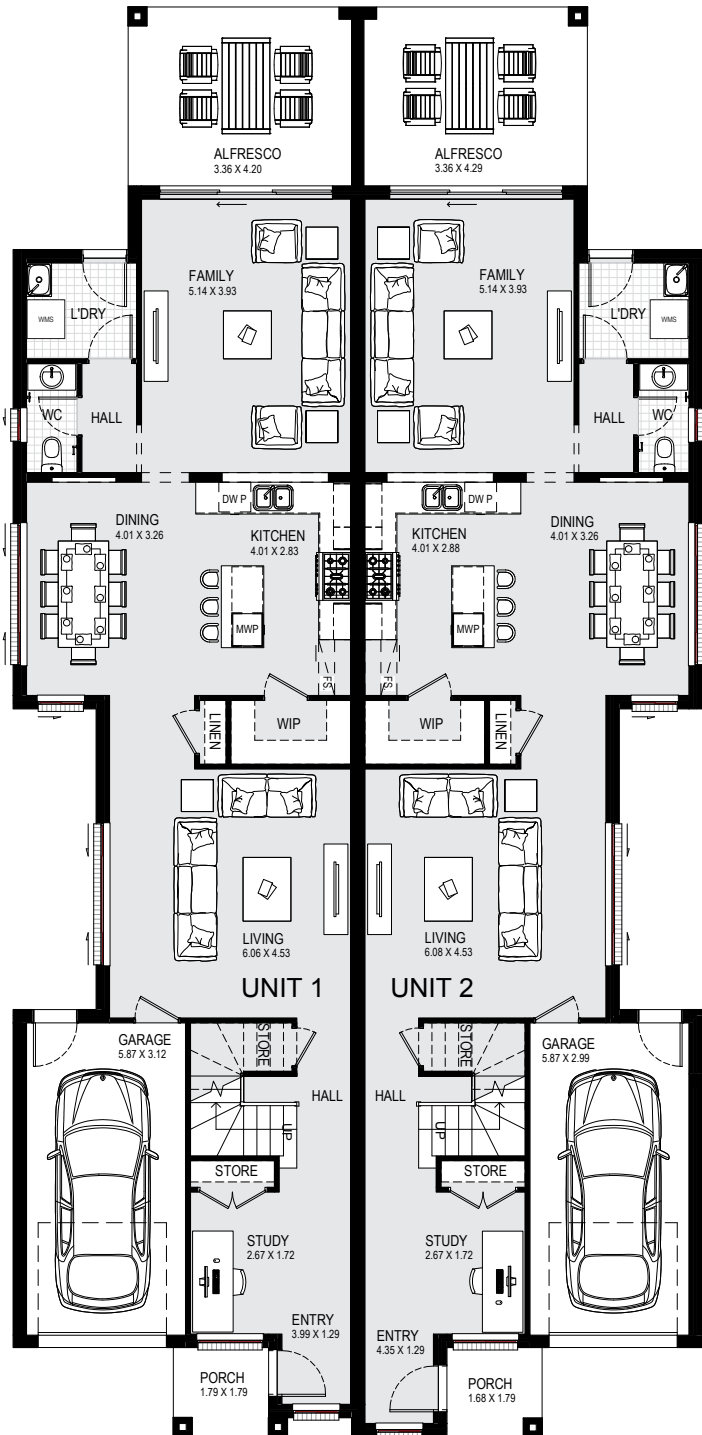 ALFRESCO
3.36 X 4.20
ALFRESCO
3.36 X 4.29
FAMILY
5.14 X 3.93
FAMILY
5.14 X 3.93
L'DRY
WMS
L'DRY
WMS
WC
HALL
HALL
WC
DW P
DW P
DINING
4.01 X 3.26
KITCHEN
4.01 X 2.83
KITCHEN
4.01 X 2.88
DINING
4.01 X 3.26
MWP
MWP
FS.
FS.
LINEN
WIP
WIP
LINEN
LIVING
6.06 X 4.53
LIVING
6.08 X 4.53
UNIT 1
UNIT 2
GARAGE
5.87 X 3.12
STORE
STORE
GARAGE
5.87 X 2.99
HALL
HALL
UP
UP
STORE
STORE
STUDY
2.67 X 1.72
STUDY
2.67 X 1.72
ENTRY
3.99 X 1.29
ENTRY
4.35 X 1.29
PORCH
1.79 X 1.79
PORCH
1.68 X 1.79